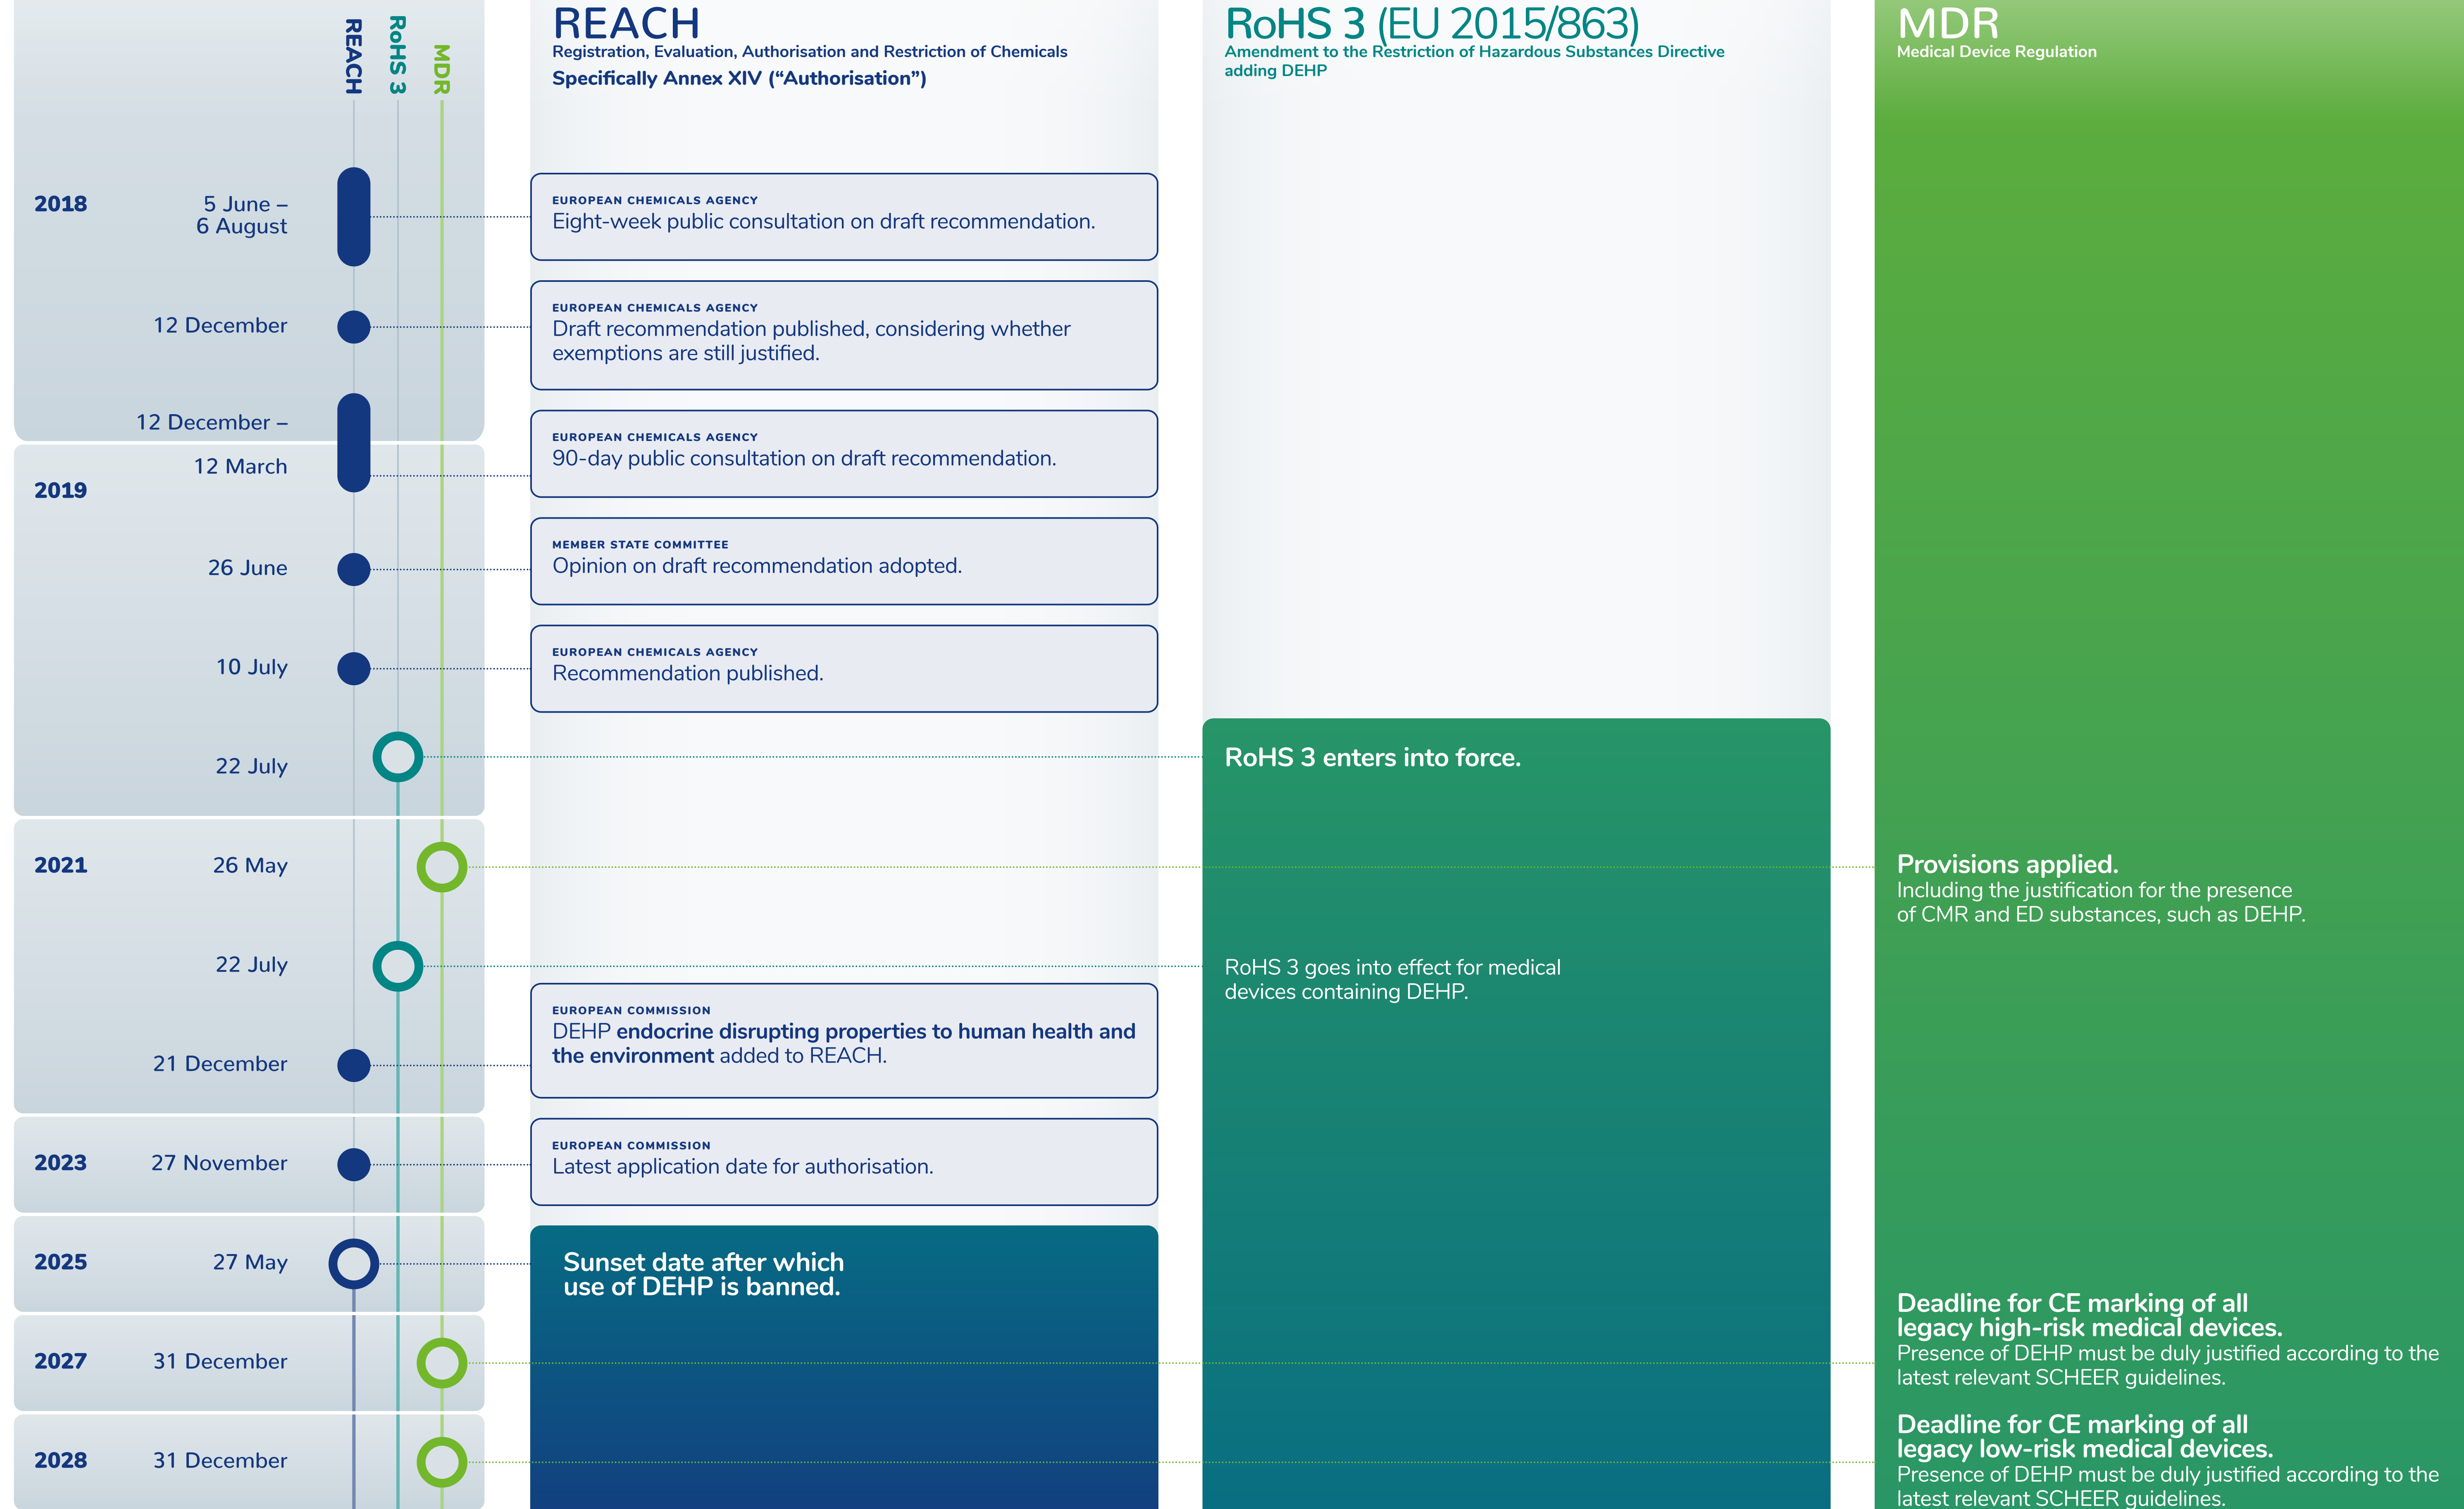 REACH
RoHS 3
MDR
2018
5 June –
6 August
12 December
12 December –
12 March
2019
26 June
10 July
22 July
2021
26 May
22 July
21 December
2023
27 November
2025
27 May
2027
31 December
2028
31 December
REACH
Registration, Evaluation, Authorisation and Restriction of Chemicals
Specifically Annex XIV (“Authorisation”)
EUROPEAN CHEMICALS AGENCY
Eight-week public consultation on draft recommendation.
EUROPEAN CHEMICALS AGENCY
Draft recommendation published, considering whether
exemptions are still justified.
EUROPEAN CHEMICALS AGENCY
90-day public consultation on draft recommendation.
MEMBER STATE COMMITTEE
Opinion on draft recommendation adopted.
EUROPEAN CHEMICALS AGENCY
Recommendation published.
EUROPEAN COMMISSION
DEHP endocrine disrupting properties to human health and
the environment added to REACH.
EUROPEAN COMMISSION
Latest application date for authorisation.
Sunset date after which
use of DEHP is banned.
RoHS 3 (EU 2015/863)
Amendment to the Restriction of Hazardous Substances Directive
adding DEHP
RoHS 3 enters into force.
RoHS 3 goes into effect for medical
devices containing DEHP.
MDR
Medical Device Regulation
Provisions applied.
Including the justification for the presence
of CMR and ED substances, such as DEHP.
Deadline for CE marking of all
legacy high-risk medical devices.
Presence of DEHP must be duly justified according to the
latest relevant SCHEER guidelines.
Deadline for CE marking of all
legacy low-risk medical devices.
Presence of DEHP must be duly justified according to the
latest relevant SCHEER guidelines.